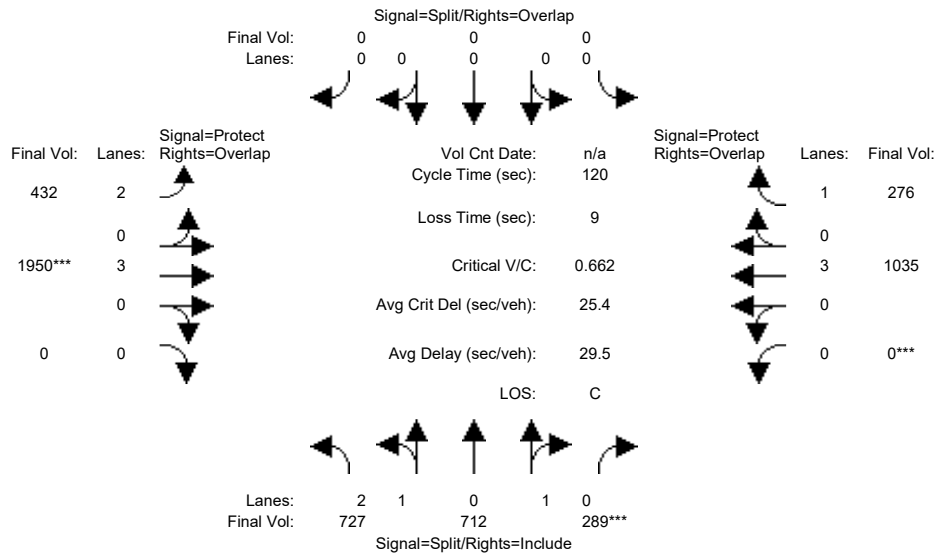 Signal=Split/Rights=Overlap
Final Vol: 0 0 0
Lanes: 0 0 0 0 0
Signal=Protect
Final Vol: Lanes: Rights=Overlap
Vol Cnt Date: n/a
Signal=Protect
Rights=Overlap Lanes: Final Vol:
Cycle Time (sec): 120
432 2
1 276
Loss Time (sec): 9
0
0
1950*** 3
Critical V/C: 0.662
3 1035
0
Avg Crit Del (sec/veh): 25.4
0
0 0
Avg Delay (sec/veh): 29.5
0 0***
LOS: C
Lanes: 2 1 0 1 0
Final Vol: 727 712 289***
Signal=Split/Rights=Include